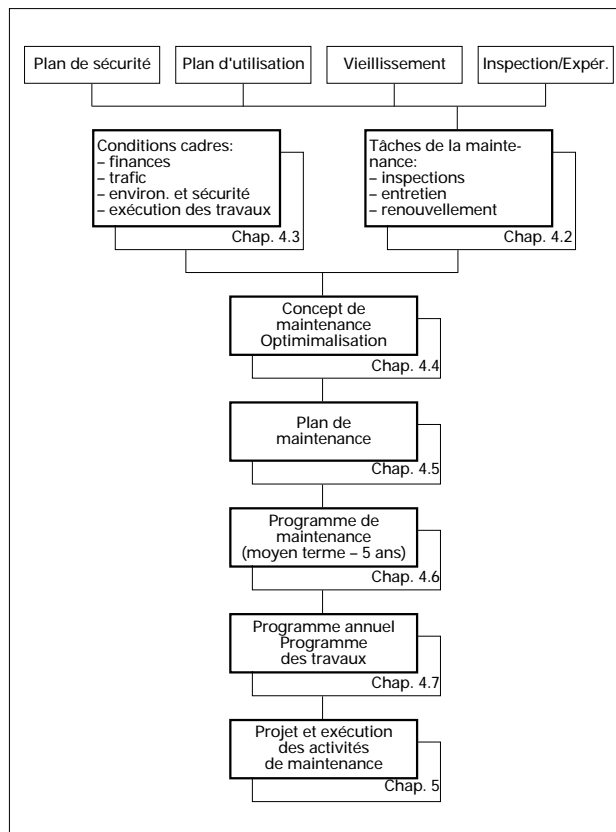 Plan de sécurité
Plan d'utilisation
Vieillissement
Inspection/Expér.
Conditions cadres:
– finances
– trafic
– environ. et sécurité
– exécution des travaux
Chap. 4.3
Tâches de la mainte-
nance:
– inspections
– entretien
– renouvellement
Chap. 4.2
Concept de
maintenance
Optimimalisation
Chap. 4.4
Plan de
maintenance
Chap. 4.5
Programme de
maintenance
(moyen terme – 5 ans)
Chap. 4.6
Programme annuel
Programme
des travaux
Chap. 4.7
Projet et exécution
des activités
de maintenance
Chap. 5